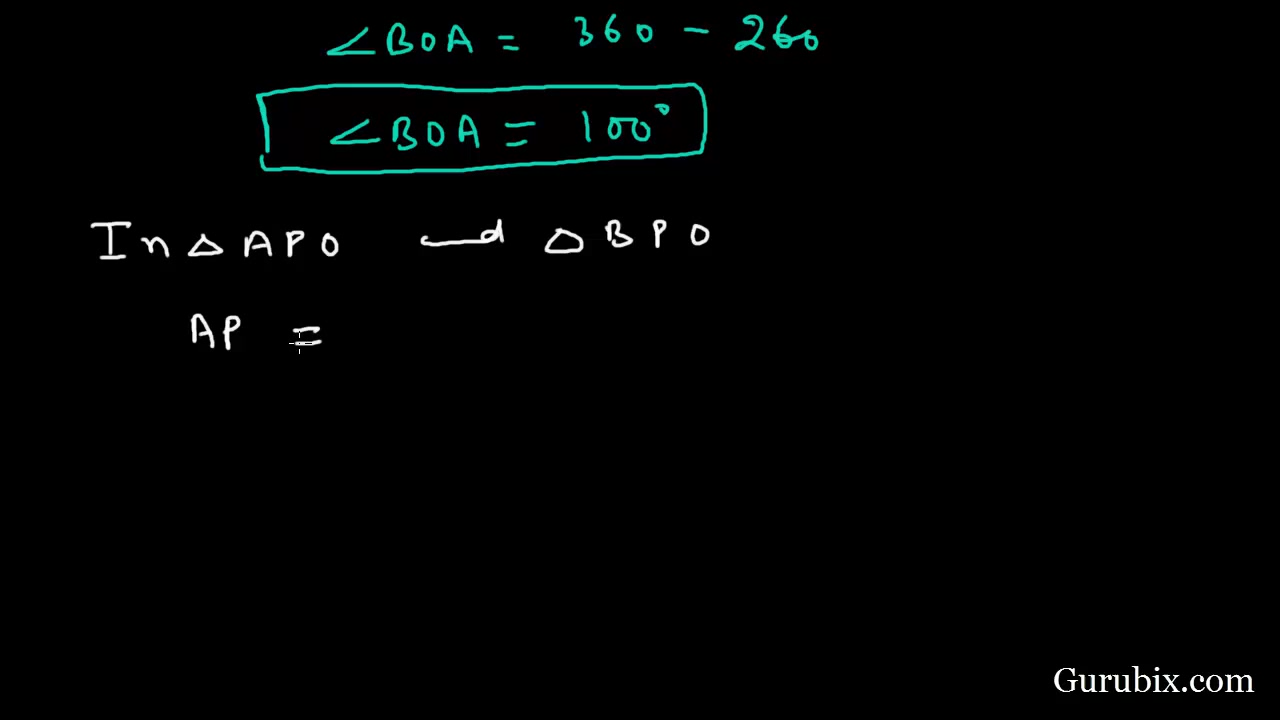 ∠BOA = 360 - 260
∠BOA = 100°
In △ APO and △ BPO
AP =
Gurubix.com